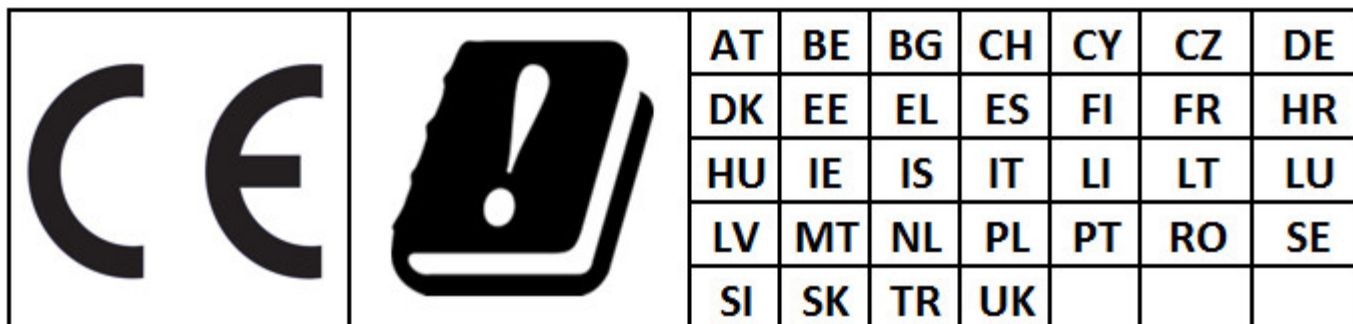 CE
AT BE BG CH CY CZ DE
DK EE EL ES FI FR HR
HU IE IS IT LI LT LU
LV MT NL PL PT RO SE
SI SK TR UK